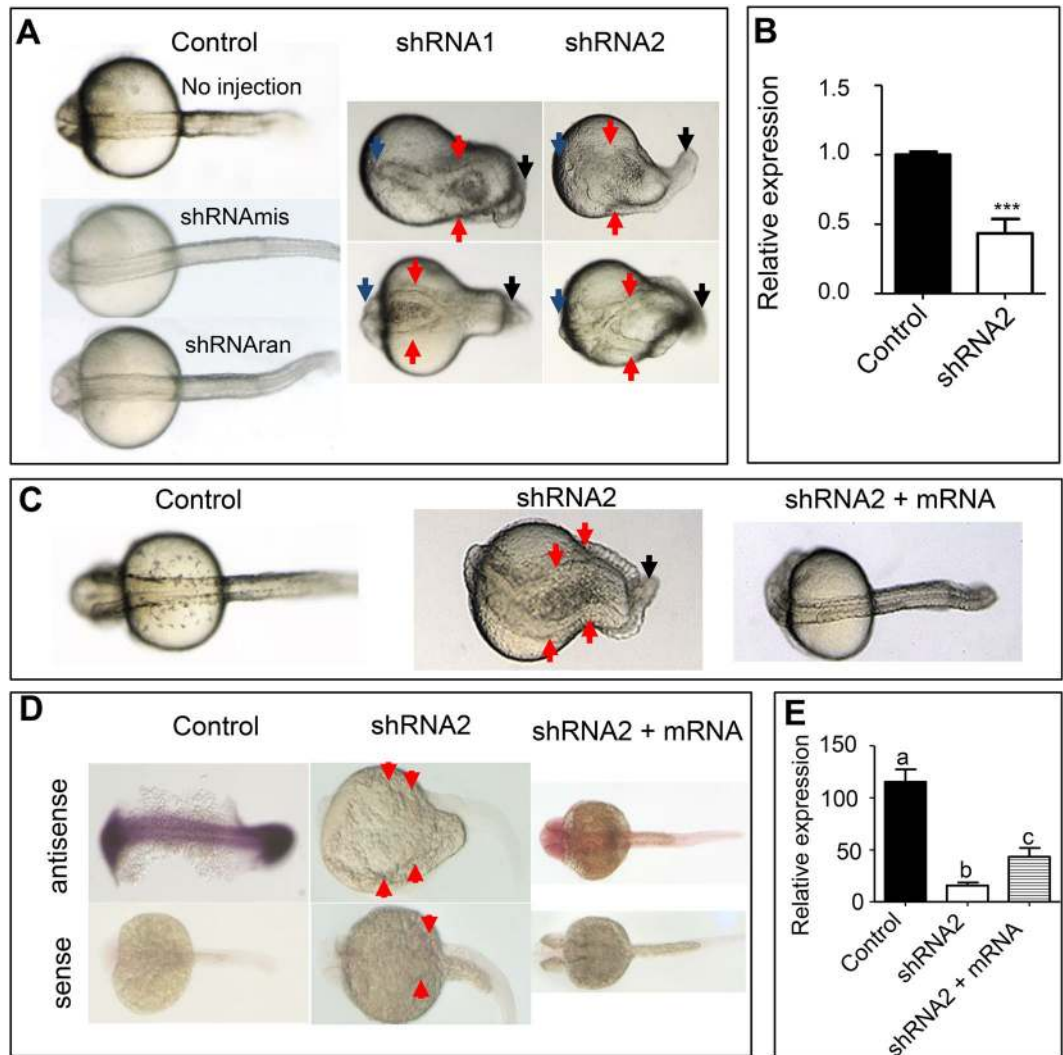 A
Control
shRNA1
shRNA2
No injection
shRNAmis
shRNAran
B
Relative expression
1.5
1.0
0.5
0.0
***
Control
shRNA2
C
Control
shRNA2
shRNA2 + mRNA
D
Control
shRNA2
shRNA2 + mRNA
antisense
sense
E
Relative expression
150
100
50
0
a
b
c
Control
shRNA2
shRNA2 + mRNA